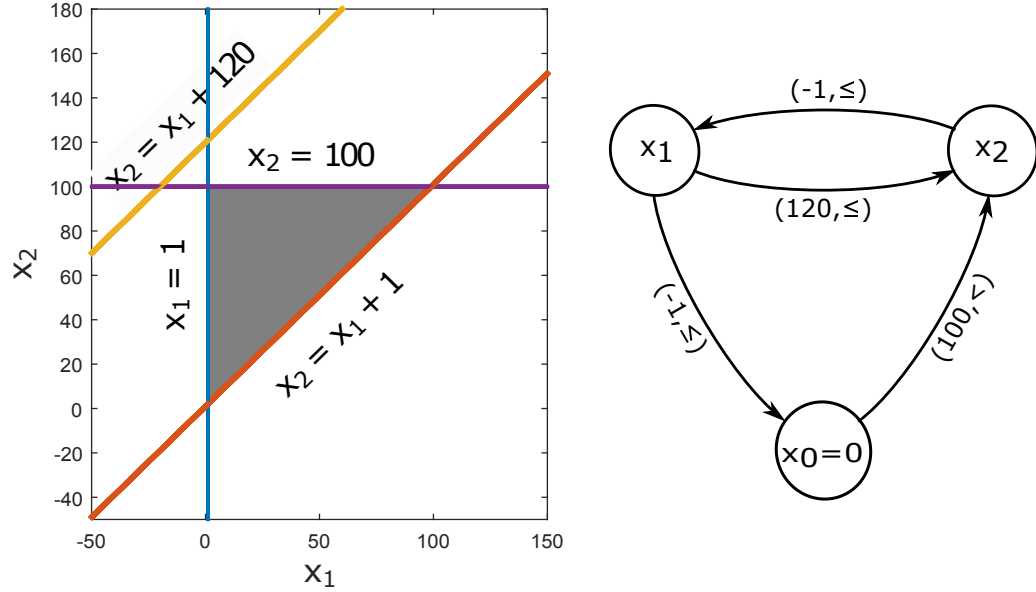 180
160
140
120
100
80
60
40
20
0
-20
-40
-50
0
50
100
150
x₁
x₂
x₂ = x₁ + 120
x₂ = 100
x₁ = 1
x₂ = x₁ + 1
(-1,≤)
x₁
x₂
(120,≤)
(-1,≤)
(100,<)
x₀=0